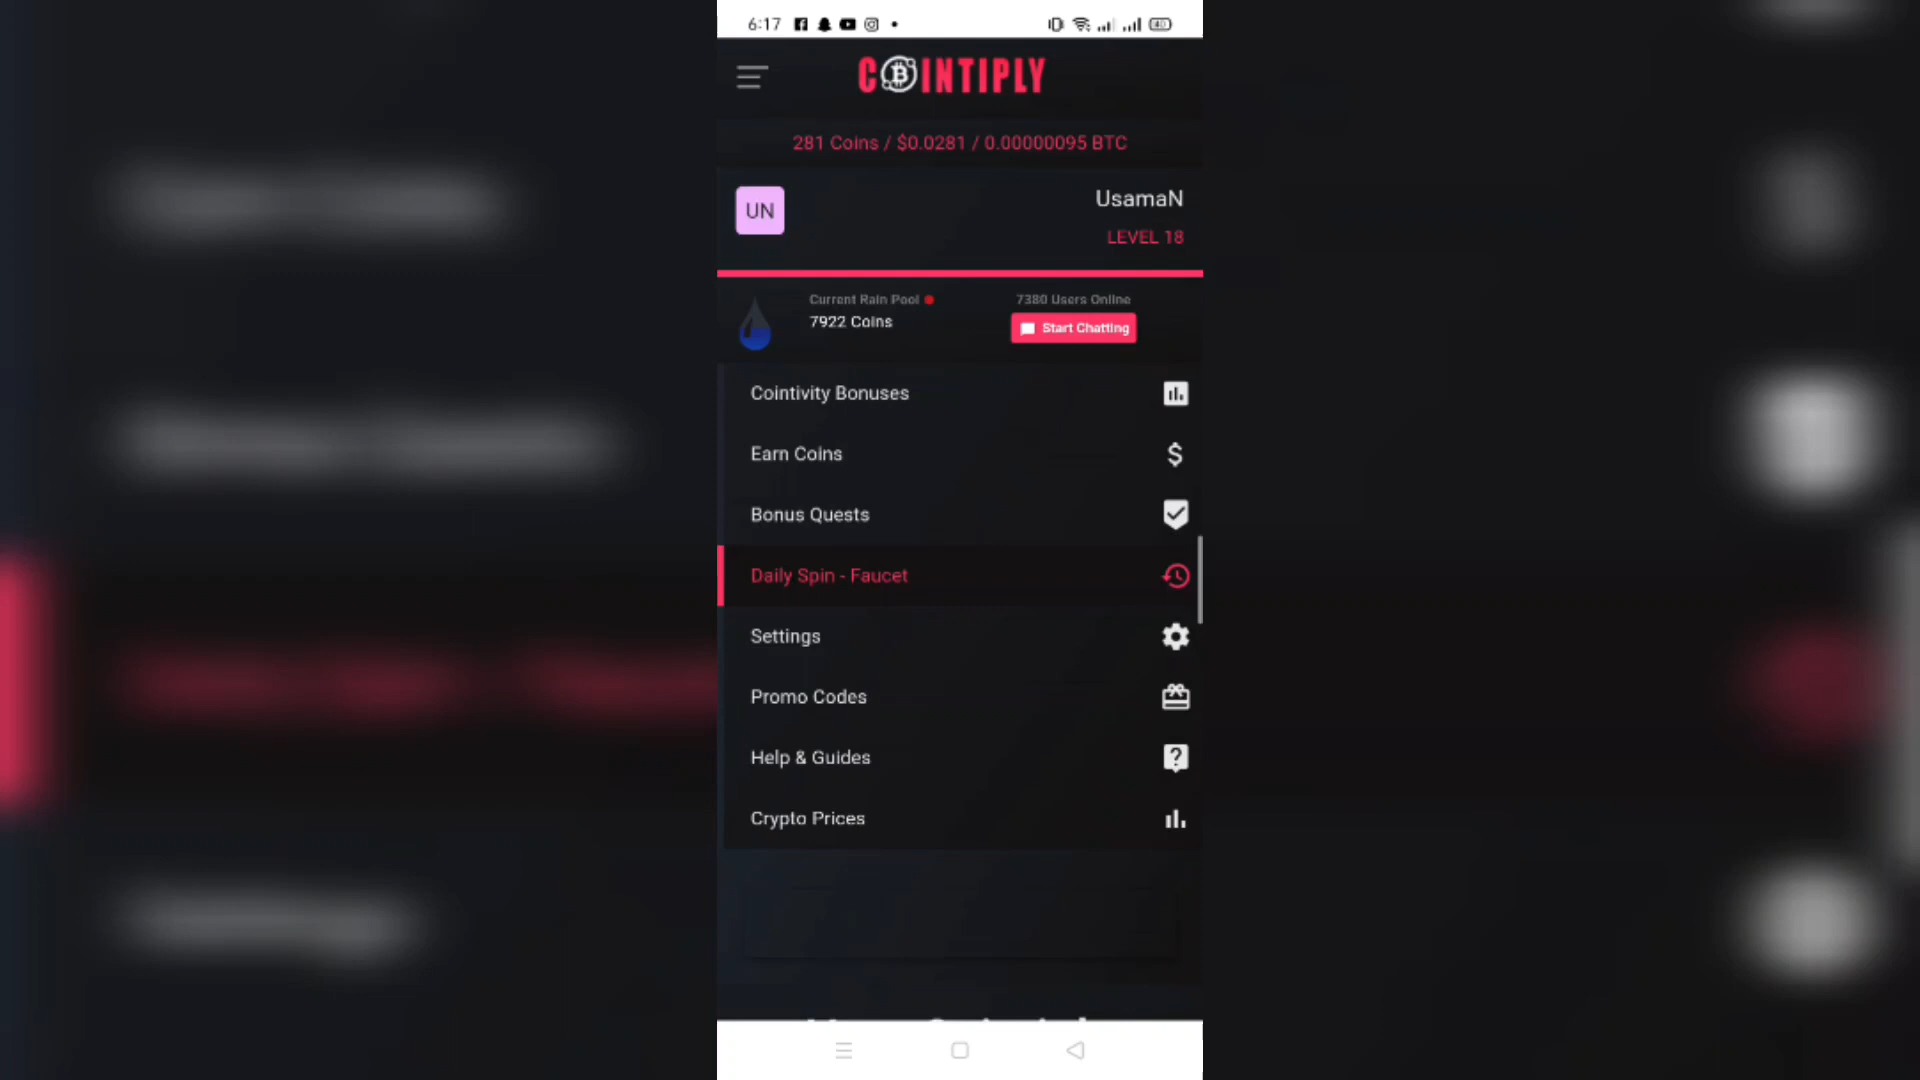 6:17
COINTIPLY
281 Coins / $0.0281 / 0.00000095 BTC
UN
UsamaN
LEVEL 18
Current Rain Pool
7380 Users Online
7922 Coins
Start Chatting
Cointivity Bonuses
Earn Coins
Bonus Quests
Daily Spin - Faucet
Settings
Promo Codes
Help & Guides
Crypto Prices